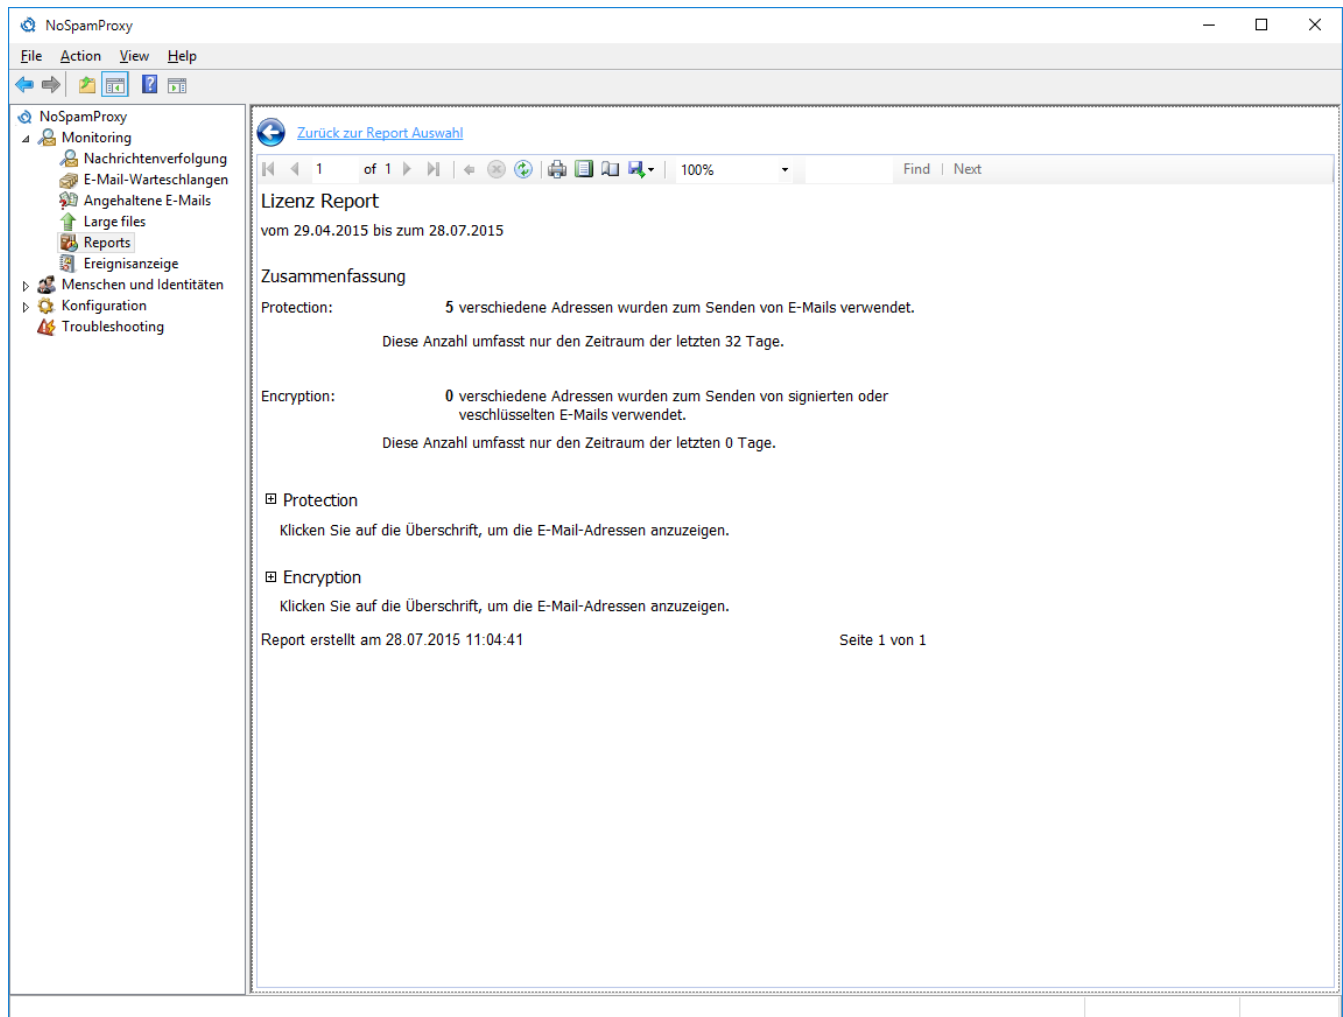 NoSpamProxy
File Action View Help
NoSpamProxy
Monitoring
Nachrichtenverfolgung
E-Mail-Warteschlangen
Angehaltene E-Mails
Large files
Reports
Ereignisanzeige
Menschen und Identitäten
Konfiguration
Troubleshooting
Zurück zur Report Auswahl
1 of 1 100% Find | Next
Lizenz Report
vom 29.04.2015 bis zum 28.07.2015
Zusammenfassung
Protection: 5 verschiedene Adressen wurden zum Senden von E-Mails verwendet.
Diese Anzahl umfasst nur den Zeitraum der letzten 32 Tage.
Encryption: 0 verschiedene Adressen wurden zum Senden von signierten oder
veschlüsselten E-Mails verwendet.
Diese Anzahl umfasst nur den Zeitraum der letzten 0 Tage.
Protection
Klicken Sie auf die Überschrift, um die E-Mail-Adressen anzuzeigen.
Encryption
Klicken Sie auf die Überschrift, um die E-Mail-Adressen anzuzeigen.
Report erstellt am 28.07.2015 11:04:41 Seite 1 von 1